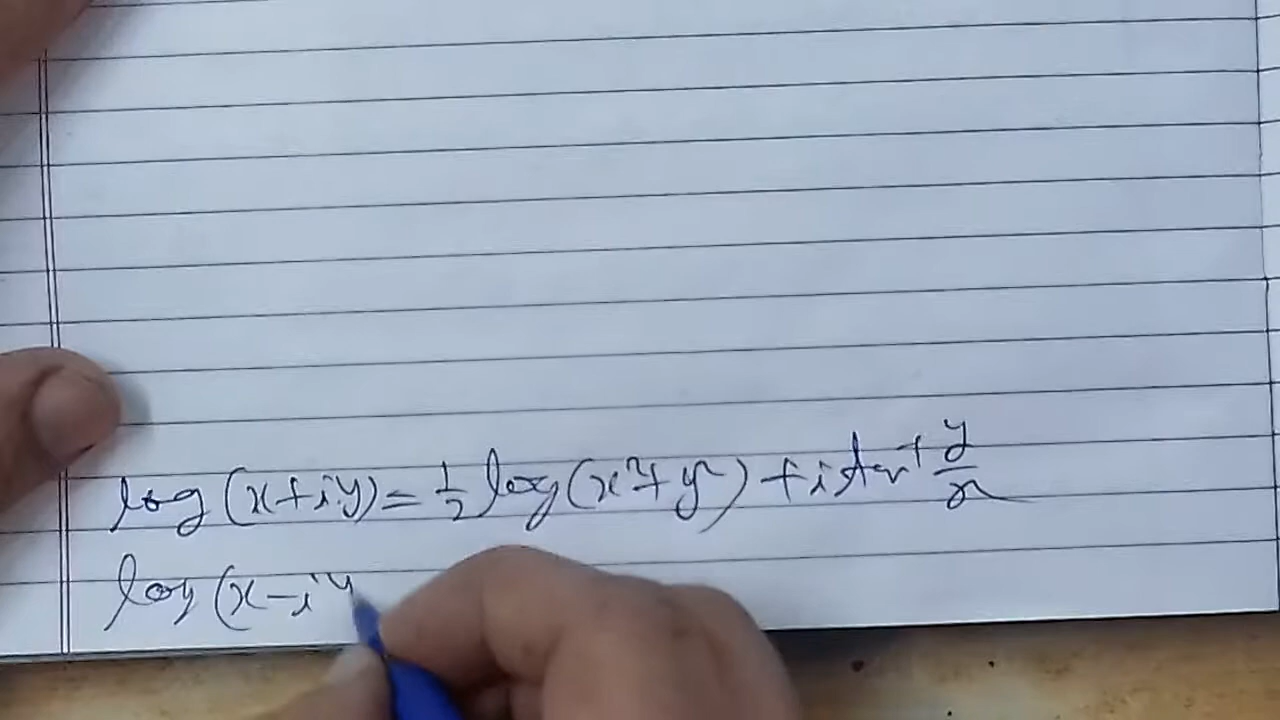 log (x+iy) = 1/2 log (x²+y²) + i tan⁻¹ y/x
log (x-iy